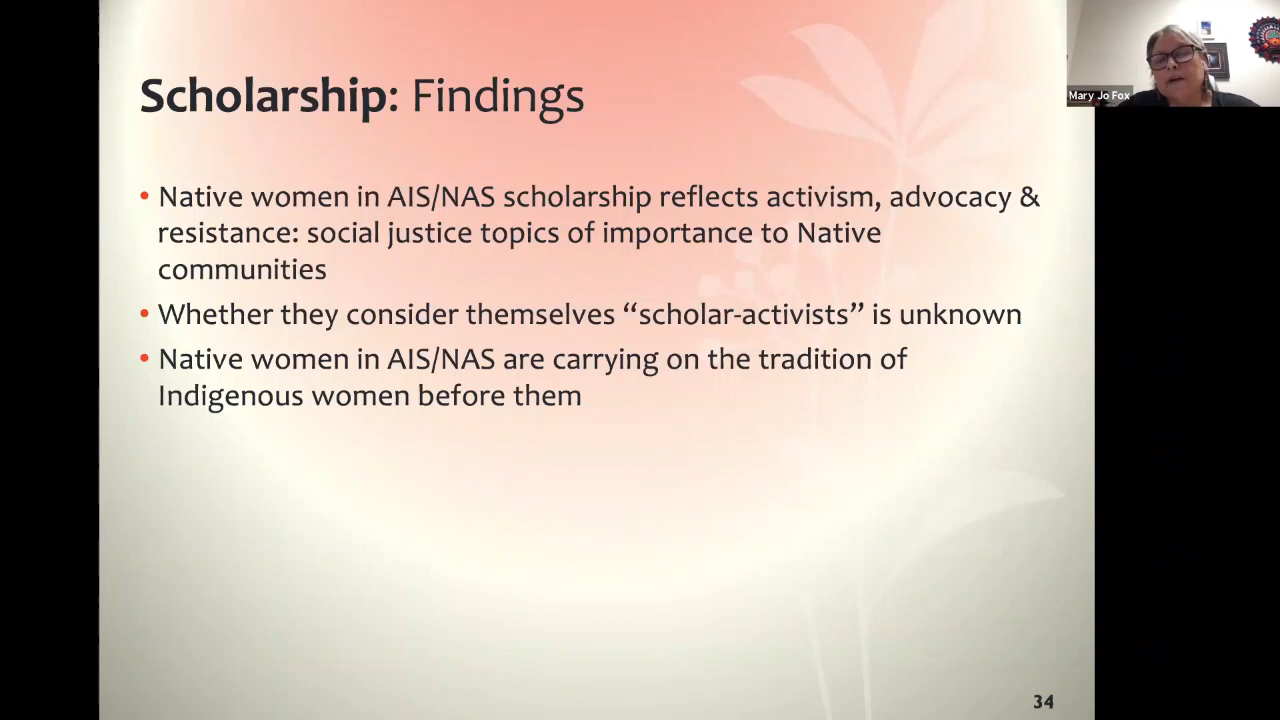 Scholarship: Findings
Mary Jo Fox
• Native women in AIS/NAS scholarship reflects activism, advocacy &
resistance: social justice topics of importance to Native
communities
• Whether they consider themselves “scholar-activists” is unknown
• Native women in AIS/NAS are carrying on the tradition of
Indigenous women before them
34